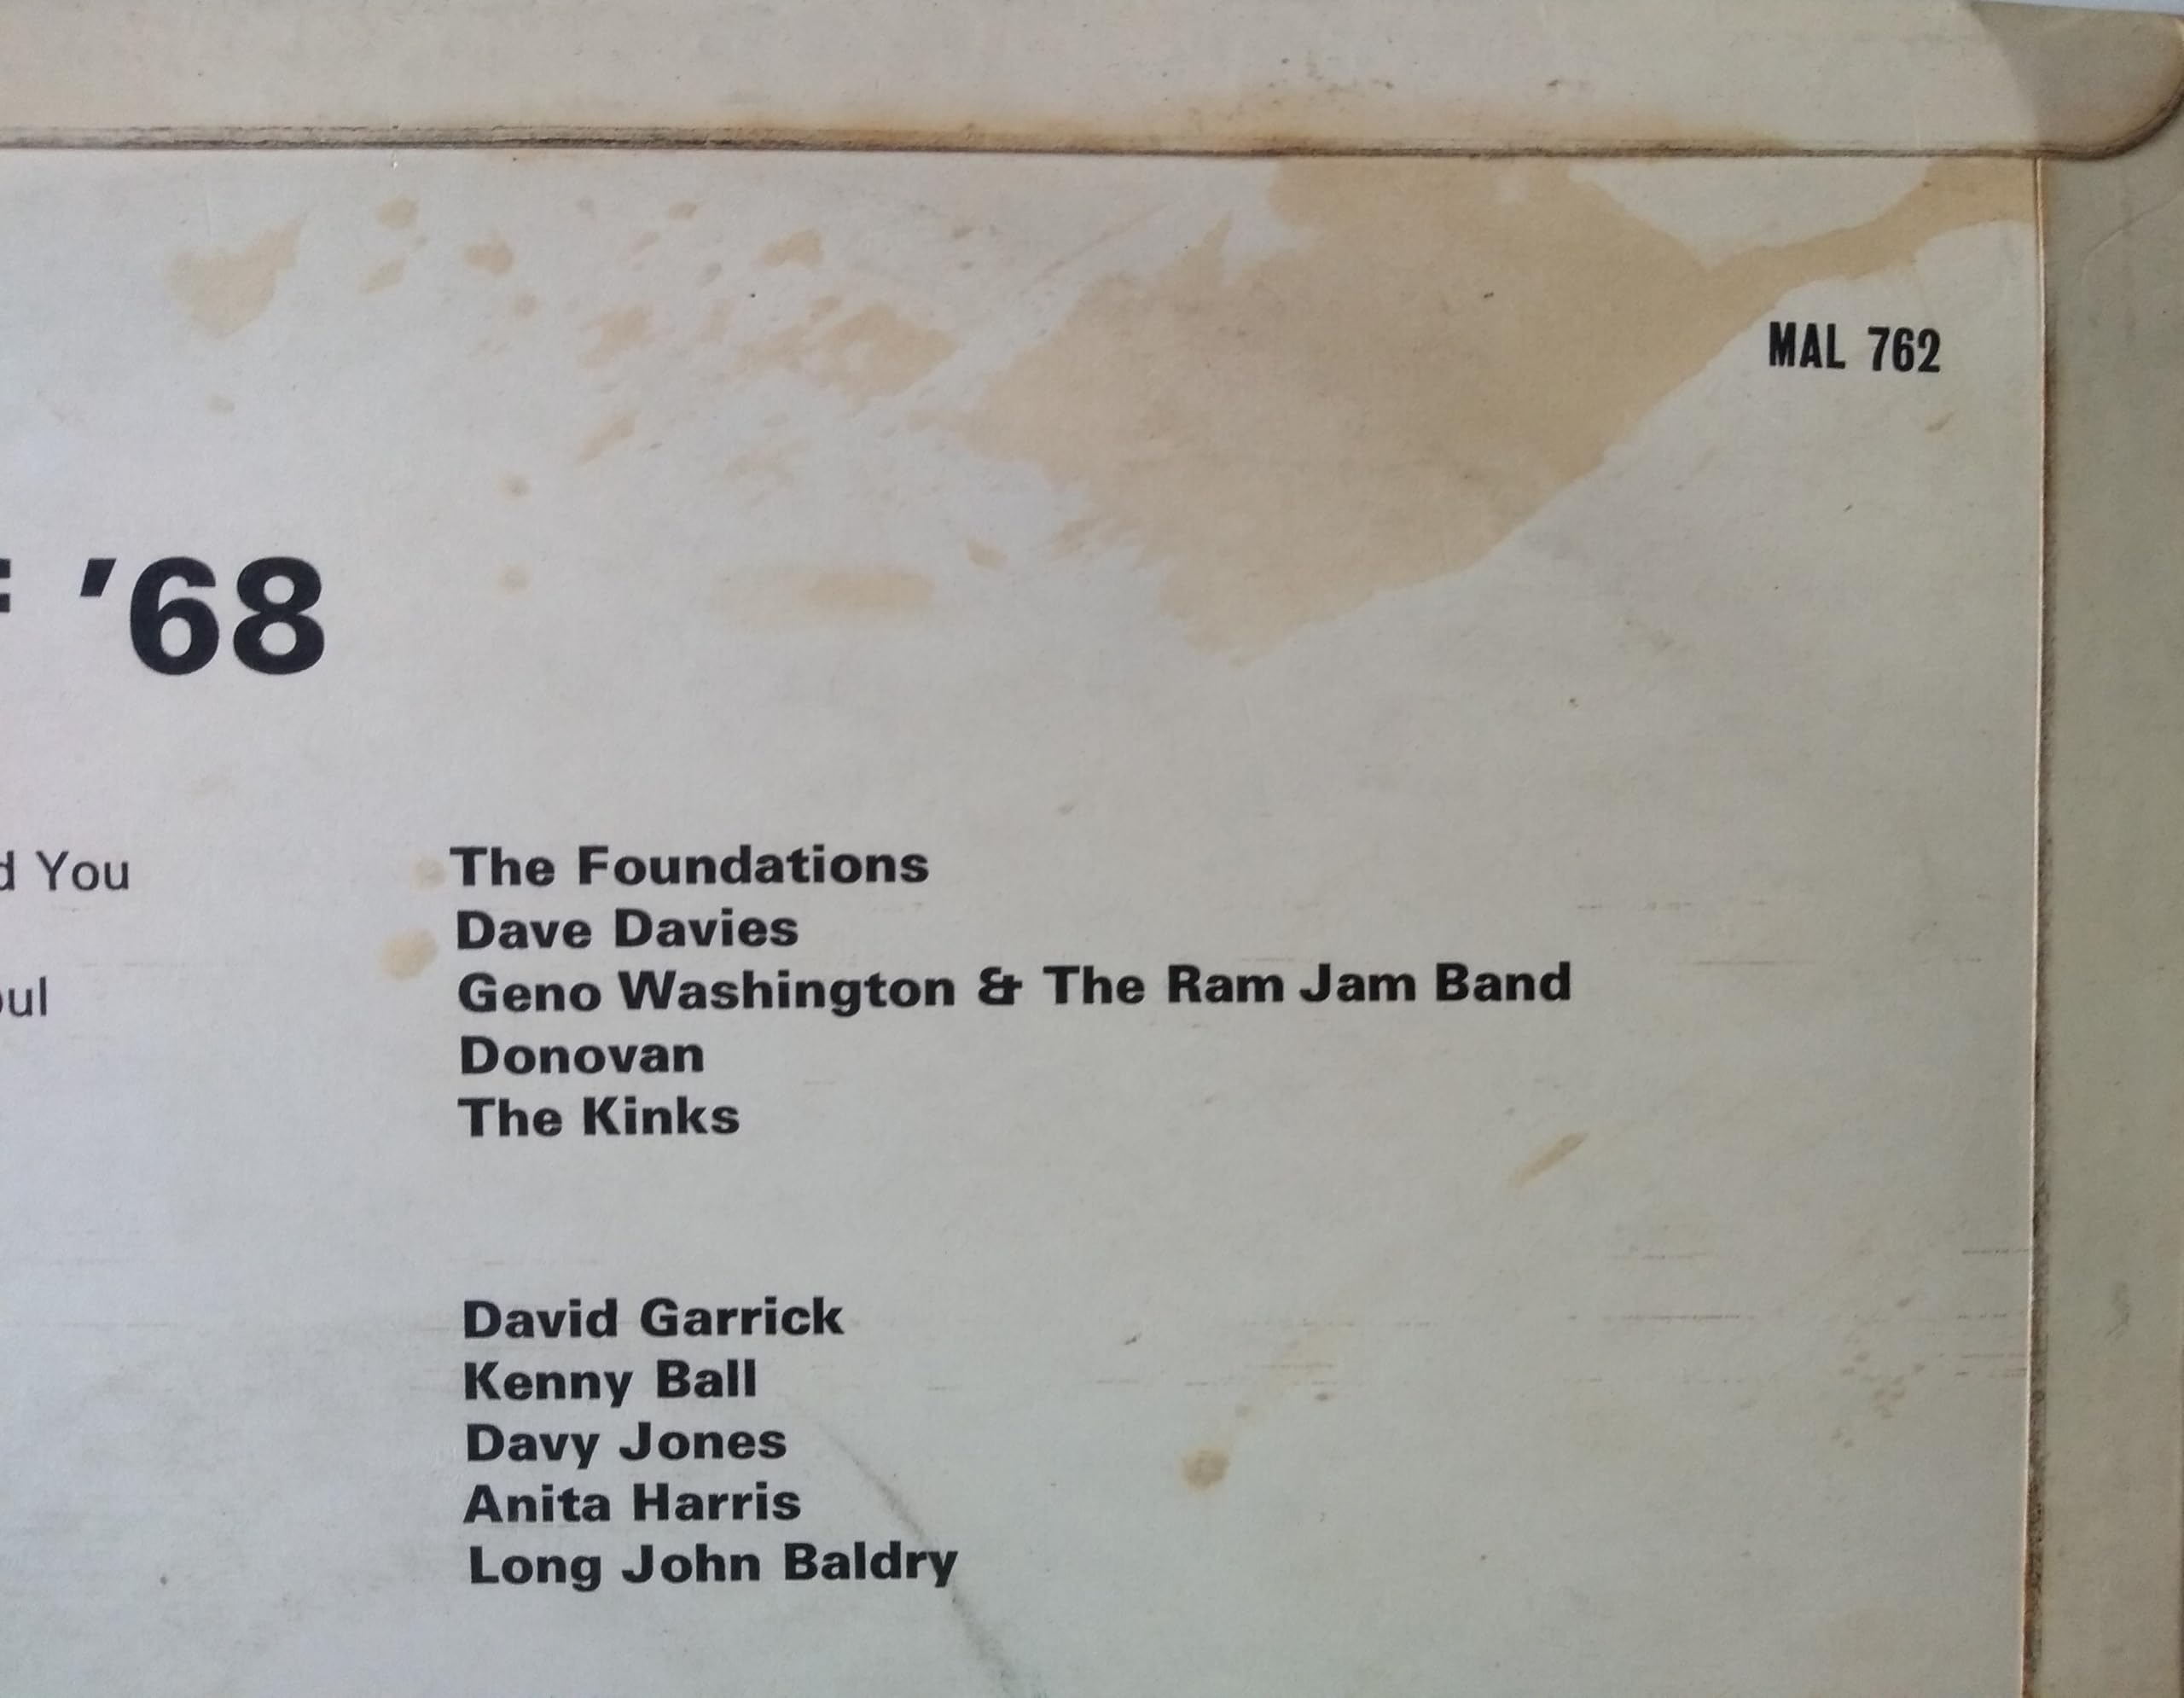 MAL 762
'68
d You The Foundations
Dave Davies
oul Geno Washington & The Ram Jam Band
Donovan
The Kinks
David Garrick
Kenny Ball
Davy Jones
Anita Harris
Long John Baldry